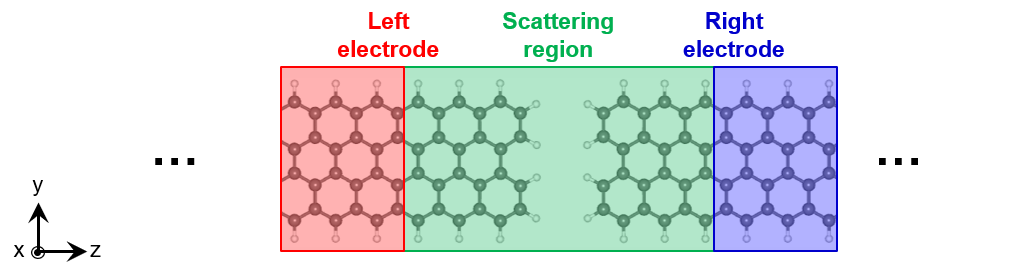 Left
electrode
Scattering
region
Right
electrode
...
...
y
x
z